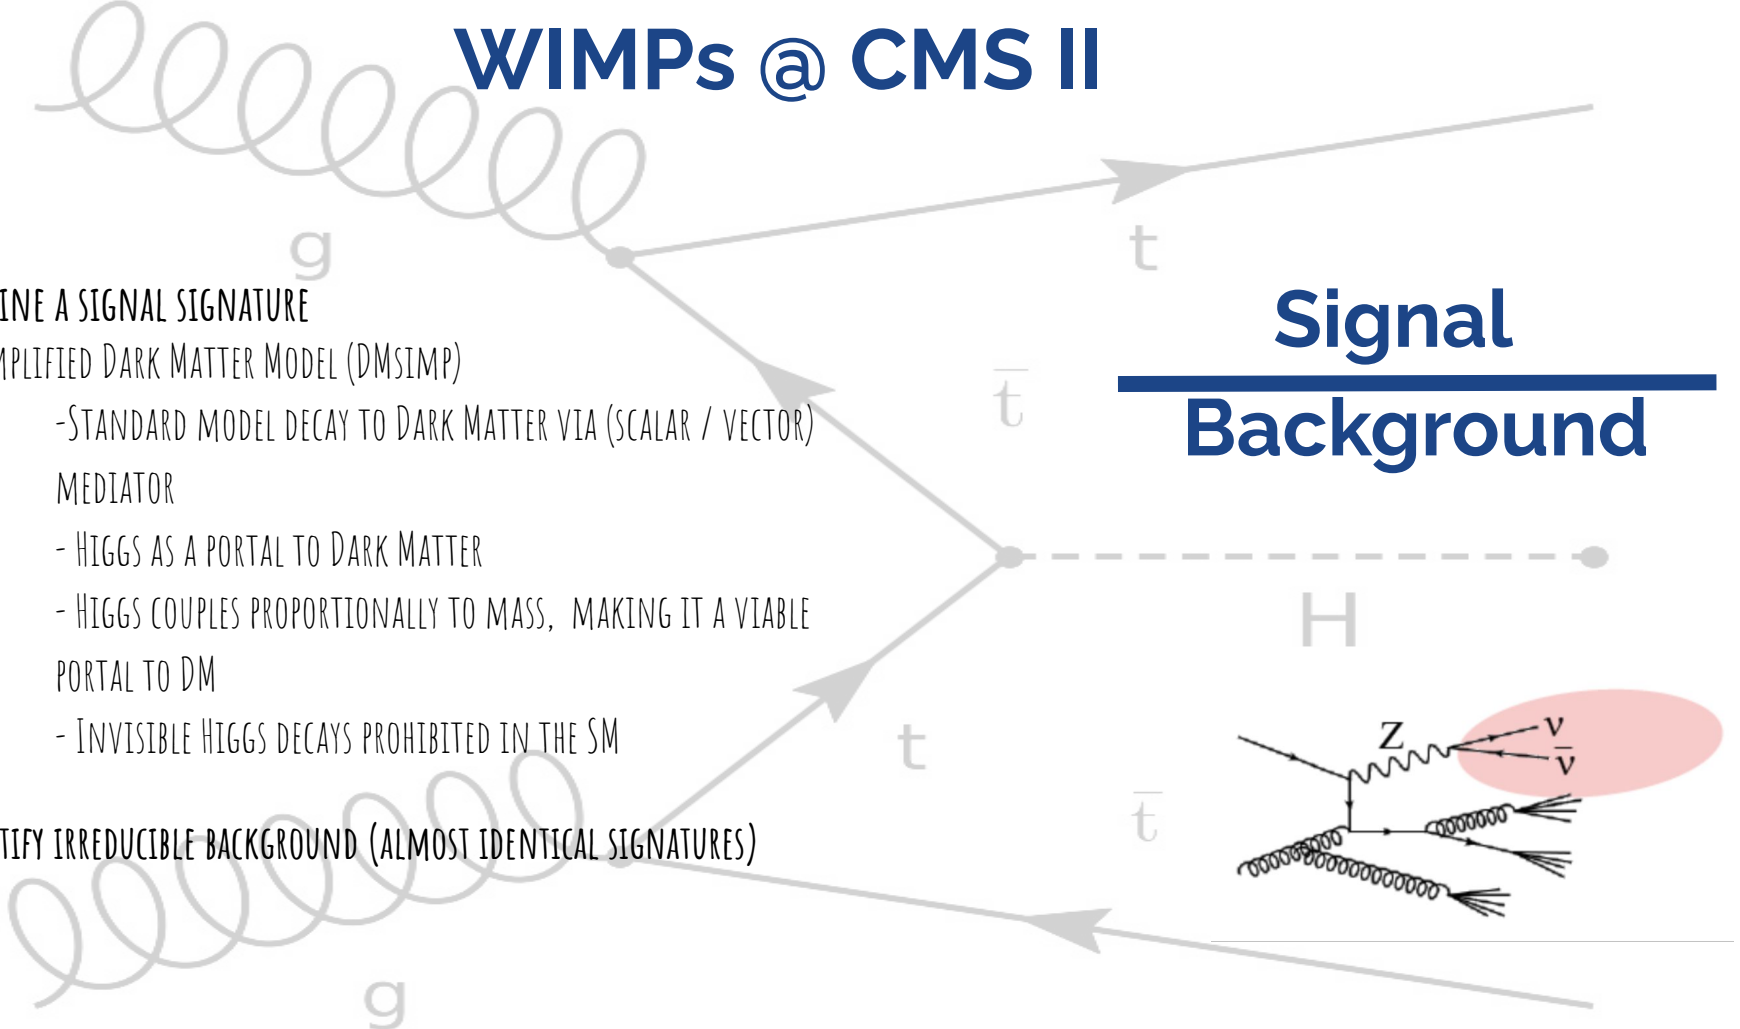 WIMPs @ CMS II
g
t
INE A SIGNAL SIGNATURE
MPLIFIED DARK MATTER MODEL (DMSIMP)
-STANDARD MODEL DECAY TO DARK MATTER VIA (SCALAR / VECTOR)
MEDIATOR
- HIGGS AS A PORTAL TO DARK MATTER
- HIGGS COUPLES PROPORTIONALLY TO MASS, MAKING IT A VIABLE
PORTAL TO DM
- INVISIBLE HIGGS DECAYS PROHIBITED IN THE SM
TIFY IRREDUCIBLE BACKGROUND (ALMOST IDENTICAL SIGNATURES)
Signal
Background
t̅
H
t
t̅
g
Z
ν
ν̅